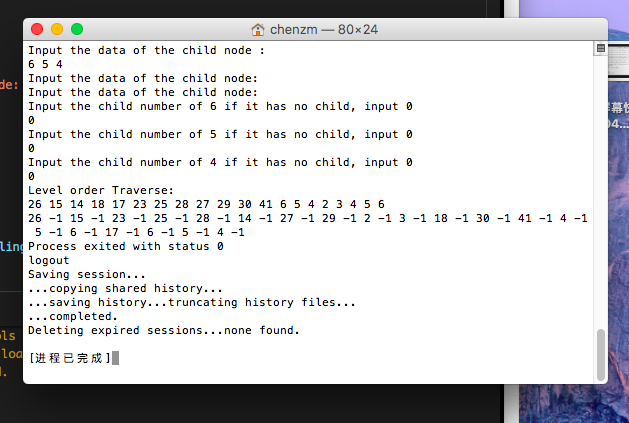 chenzm — 80×24
Input the data of the child node :
6 5 4
Input the data of the child node:
Input the data of the child node:
Input the child number of 6 if it has no child, input 0
0
Input the child number of 5 if it has no child, input 0
0
Input the child number of 4 if it has no child, input 0
0
Level order Traverse:
26 15 14 18 17 23 25 28 27 29 30 41 6 5 4 2 3 4 5 6
26 -1 15 -1 23 -1 25 -1 28 -1 14 -1 27 -1 29 -1 2 -1 3 -1 18 -1 30 -1 41 -1 4 -1
5 -1 6 -1 17 -1 6 -1 5 -1 4 -1
Process exited with status 0
logout
Saving session...
...copying shared history...
...saving history...truncating history files...
...completed.
Deleting expired sessions...none found.
[进程已完成]
de:
ling
ols
loa
d.
04...